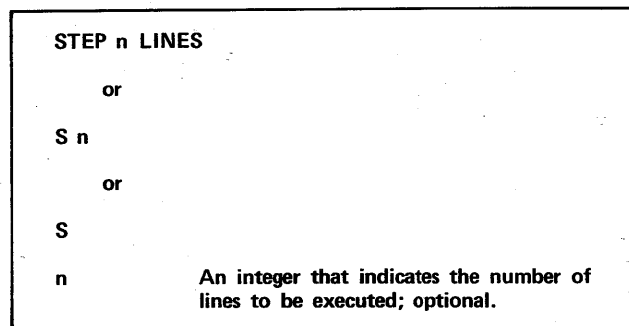 STEP n LINES
or
S n
or
S
n An integer that indicates the number of
lines to be executed; optional.